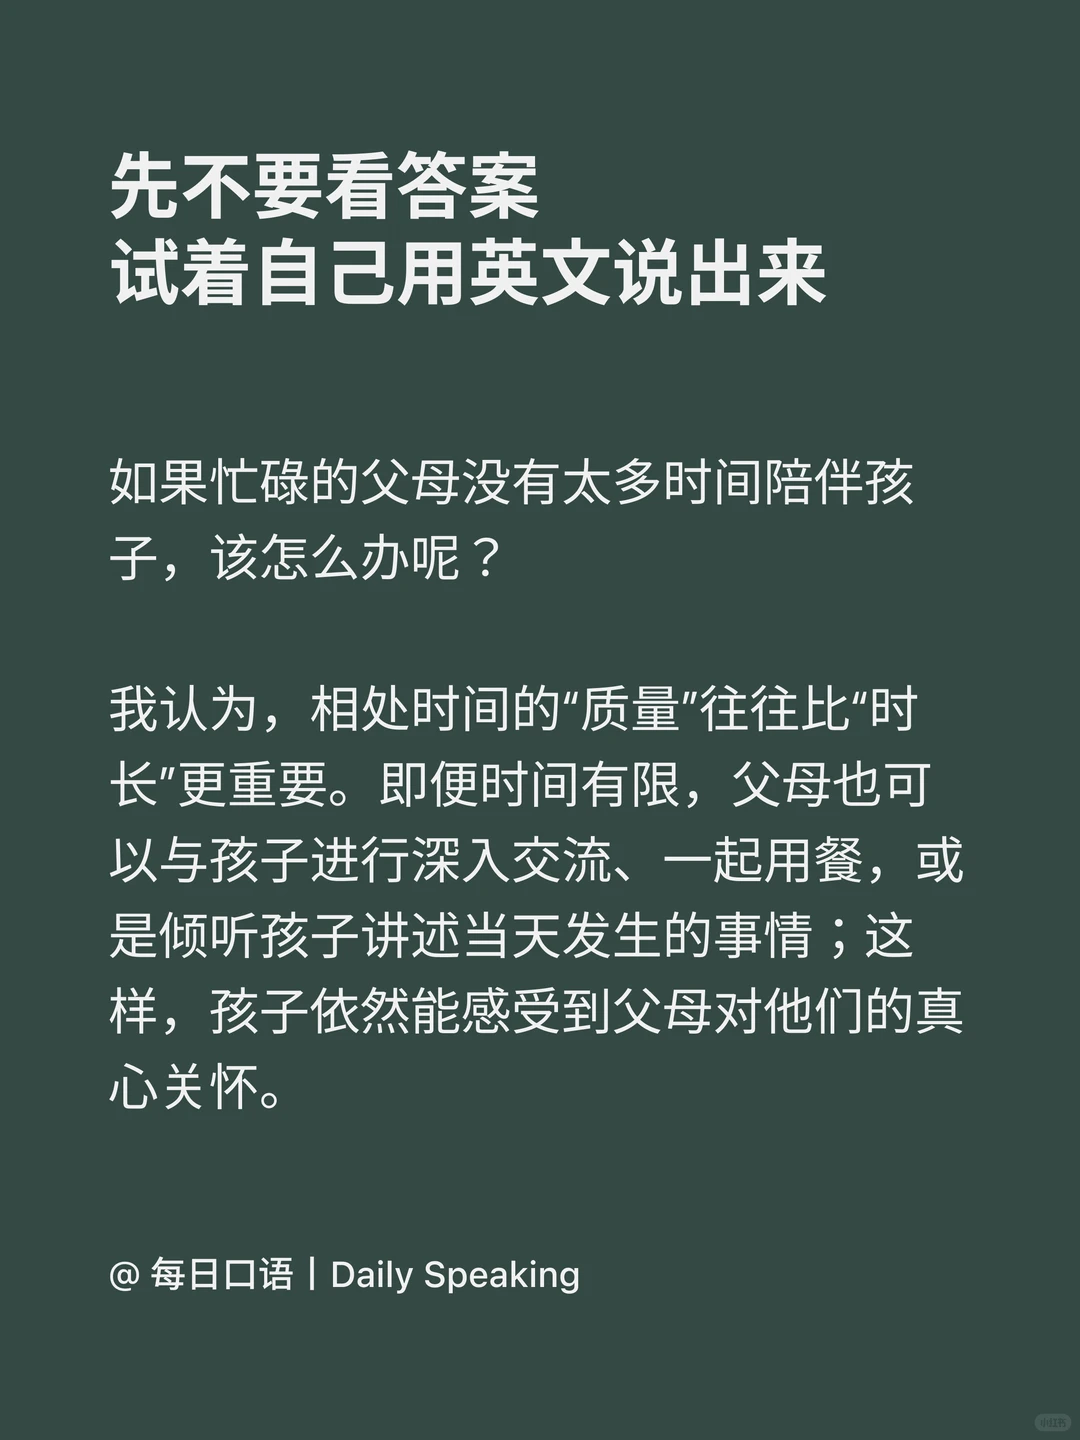 先不要看答案
试着自己用英文说出来
如果忙碌的父母没有太多时间陪伴孩
子，该怎么办呢？
我认为，相处时间的“质量”往往比“时
长”更重要。即便时间有限，父母也可
以与孩子进行深入交流、一起用餐，或
是倾听孩子讲述当天发生的事情；这
样，孩子依然能感受到父母对他们的真
心关怀。
@ 每日口语｜Daily Speaking
小红书